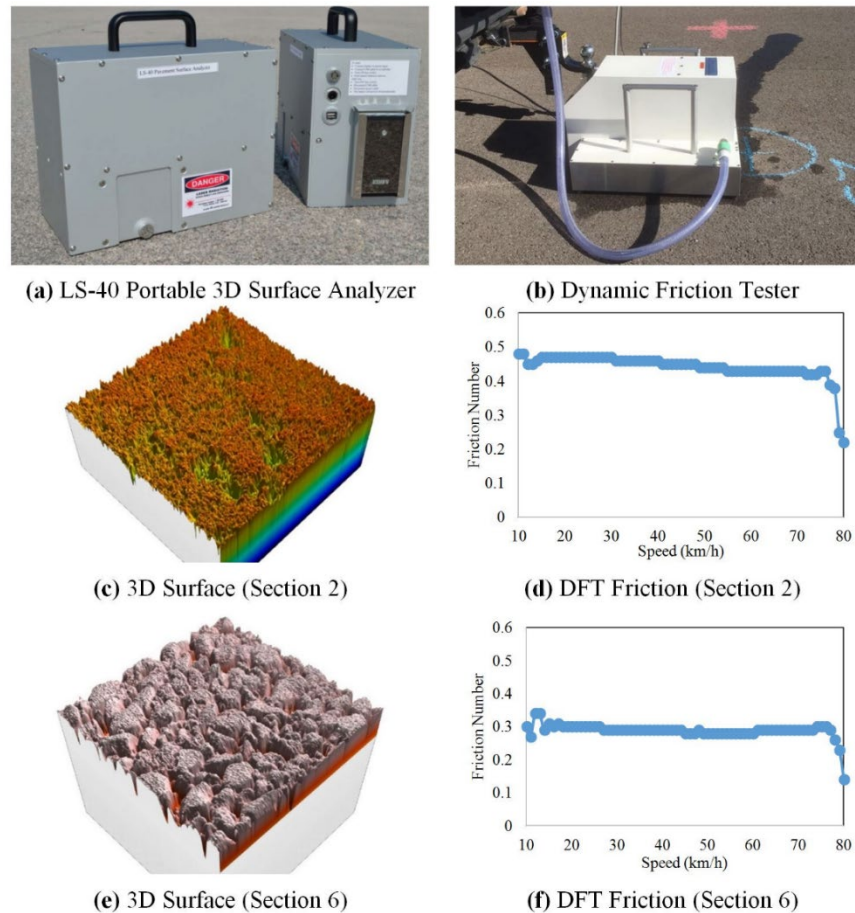 LS-40 Pavement Surface Analyzer
DANGER
(a) LS-40 Portable 3D Surface Analyzer
(b) Dynamic Friction Tester
(c) 3D Surface (Section 2)
0.6
0.5
0.4
0.3
0.2
0.1
0
Friction Number
10 20 30 40 50 60 70 80
Speed (km/h)
(d) DFT Friction (Section 2)
(e) 3D Surface (Section 6)
0.6
0.5
0.4
0.3
0.2
0.1
0
Friction Number
10 20 30 40 50 60 70 80
Speed (km/h)
(f) DFT Friction (Section 6)